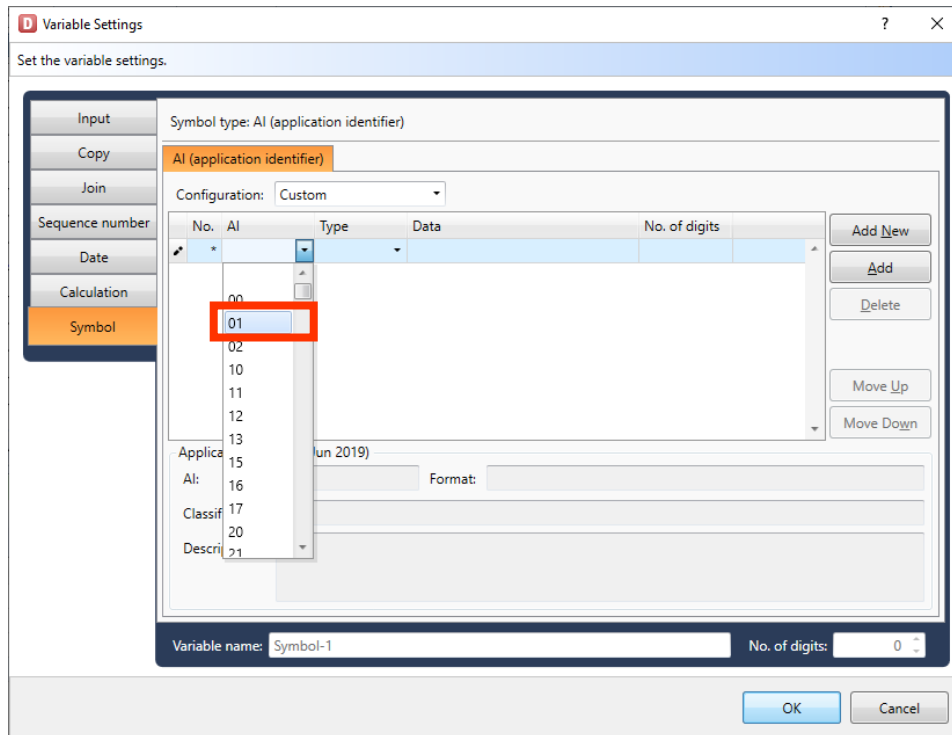 D Variable Settings ? ×
Set the variable settings.
Input
Copy
Join
Sequence number
Date
Calculation
Symbol
Symbol type: AI (application identifier)
AI (application identifier)
Configuration: Custom
No. AI Type Data No. of digits
*
00
01
02
10
11
12
13
15
16
17
20
21
Add New
Add
Delete
Move Up
Move Down
Applica Jun 2019)
AI: Format:
Classif
Descri
Variable name: Symbol-1 No. of digits: 0
OK Cancel